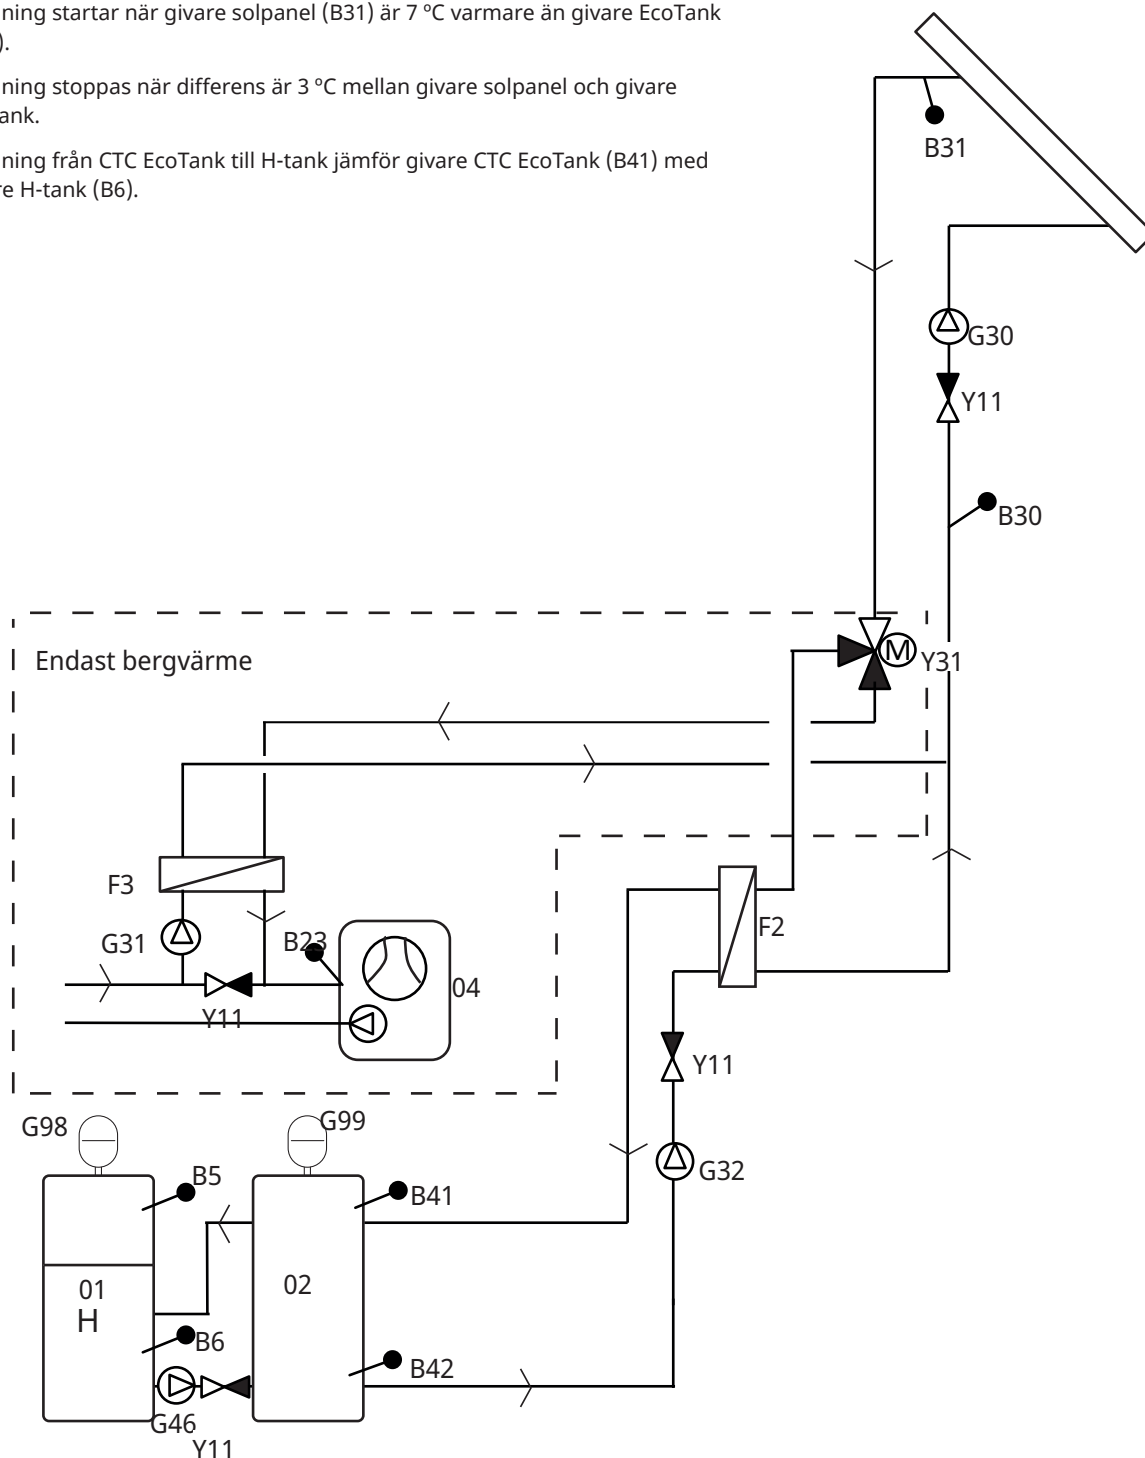 ning startar när givare solpanel (B31) är 7 ºC varmare än givare EcoTank
).
ning stoppas när differens är 3 ºC mellan givare solpanel och givare
ank.
ning från CTC EcoTank till H-tank jämför givare CTC EcoTank (B41) med
re H-tank (B6).
B31
G30
Y11
B30
Endast bergvärme
M
Y31
F3
F2
G31
B23
04
Y11
Y11
G98
G99
G32
B5
B41
01
02
H
B6
B42
G46
Y11